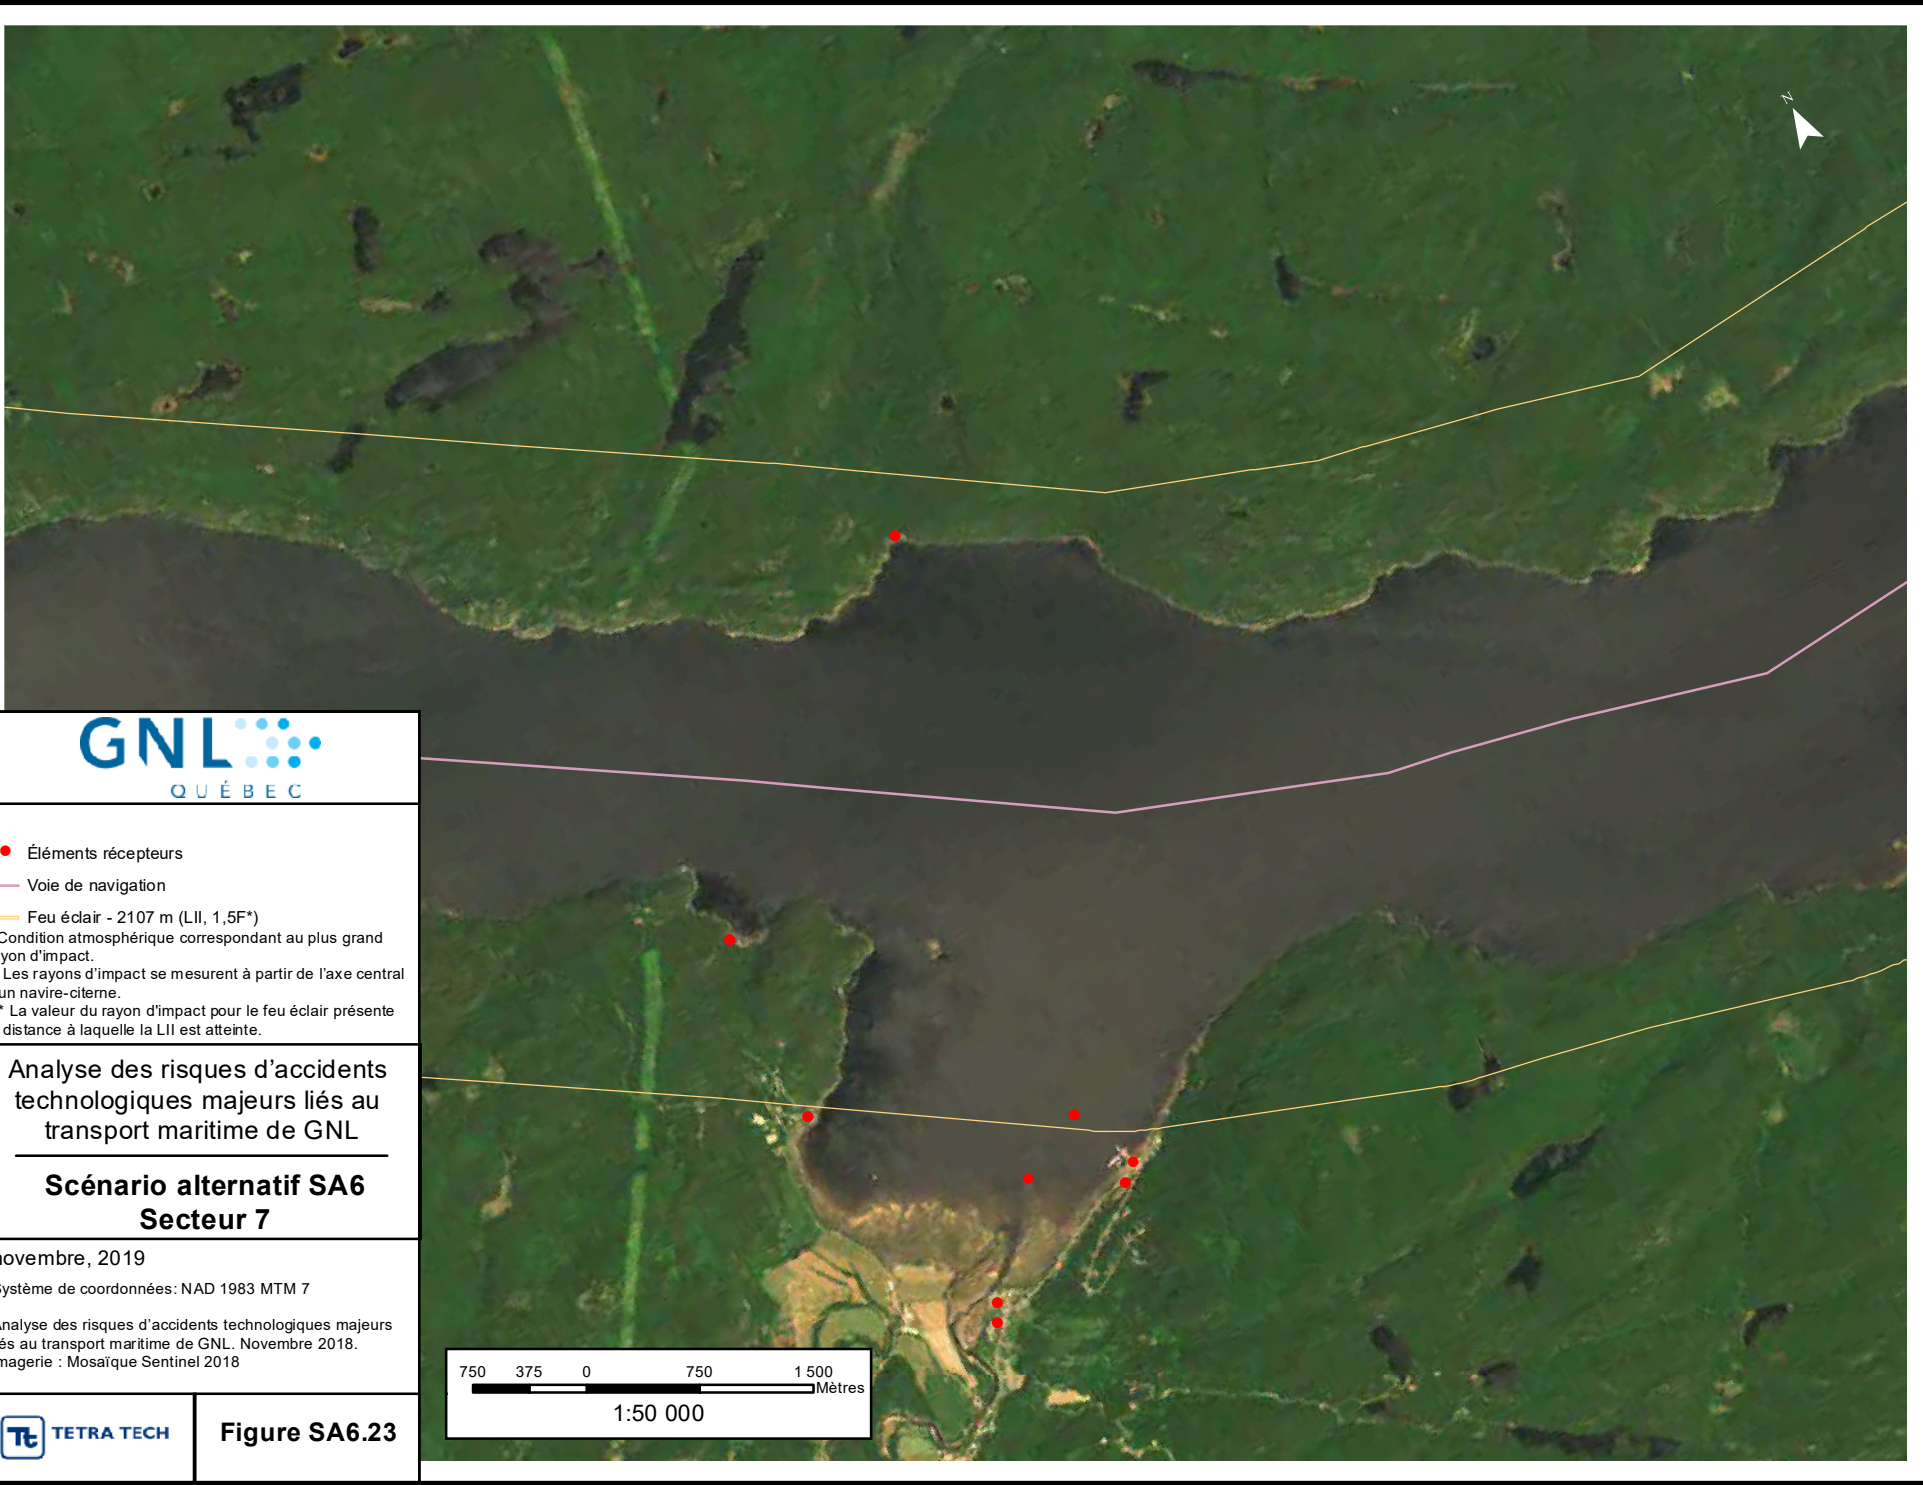 N
GNL
QUÉBEC
Éléments récepteurs
Voie de navigation
Feu éclair - 2107 m (LII, 1,5F*)
Condition atmosphérique correspondant au plus grand
yon d'impact.
Les rayons d'impact se mesurent à partir de l'axe central
un navire-citerne.
* La valeur du rayon d'impact pour le feu éclair présente
distance à laquelle la LII est atteinte.
Analyse des risques d'accidents
technologiques majeurs liés au
transport maritime de GNL
Scénario alternatif SA6
Secteur 7
novembre, 2019
Système de coordonnées: NAD 1983 MTM 7
Analyse des risques d'accidents technologiques majeurs
és au transport maritime de GNL. Novembre 2018.
magerie : Mosaïque Sentinel 2018
750 375 0 750 1 500
Mètres
1:50 000
Tt TETRA TECH
Figure SA6.23